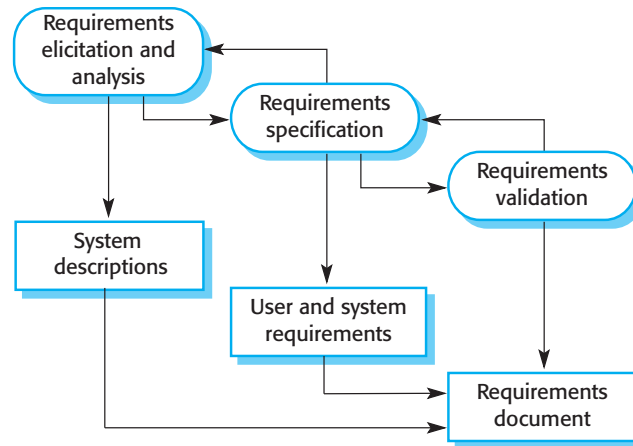 Requirements
elicitation and
analysis
Requirements
specification
Requirements
validation
System
descriptions
User and system
requirements
Requirements
document